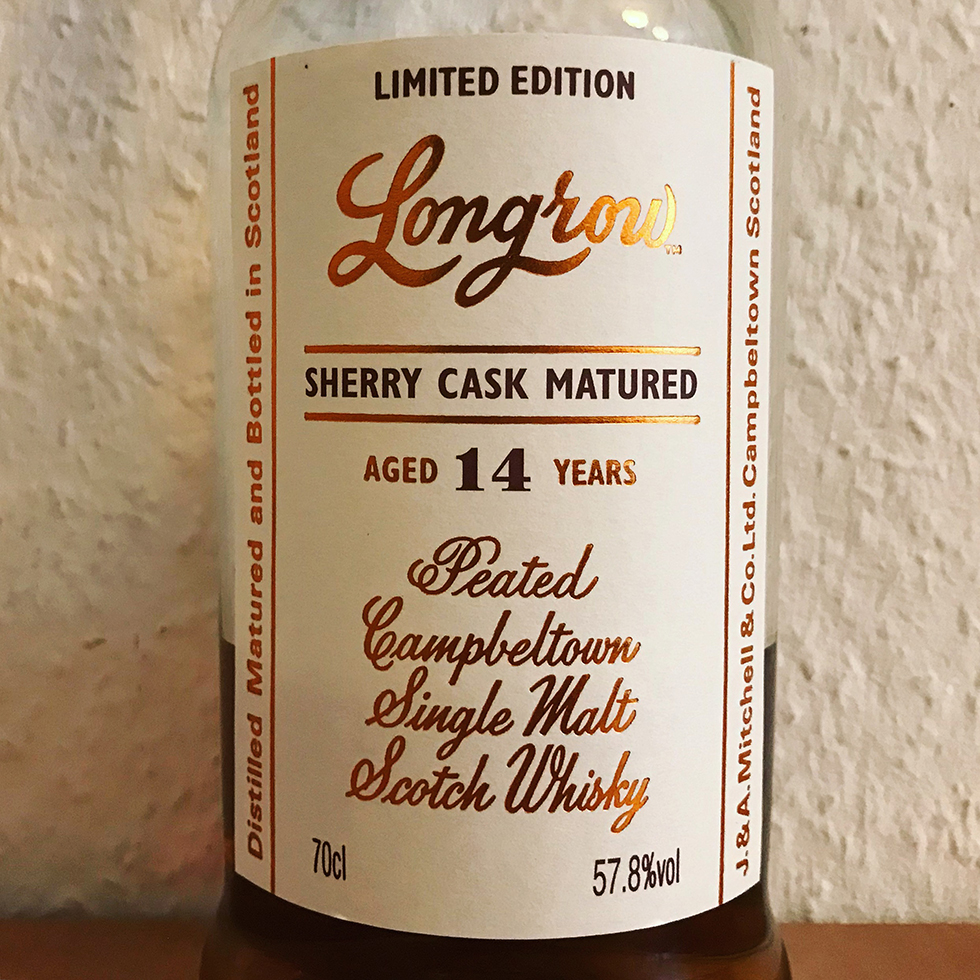 LIMITED EDITION
Longrow
SHERRY CASK MATURED
AGED 14 YEARS
Peated
Campbeltown
Single Malt
Scotch Whisky
70cl
57.8%vol
Distilled Matured and Bottled in Scotland
J.&A.Mitchell & Co.Ltd.Campbeltown Scotland